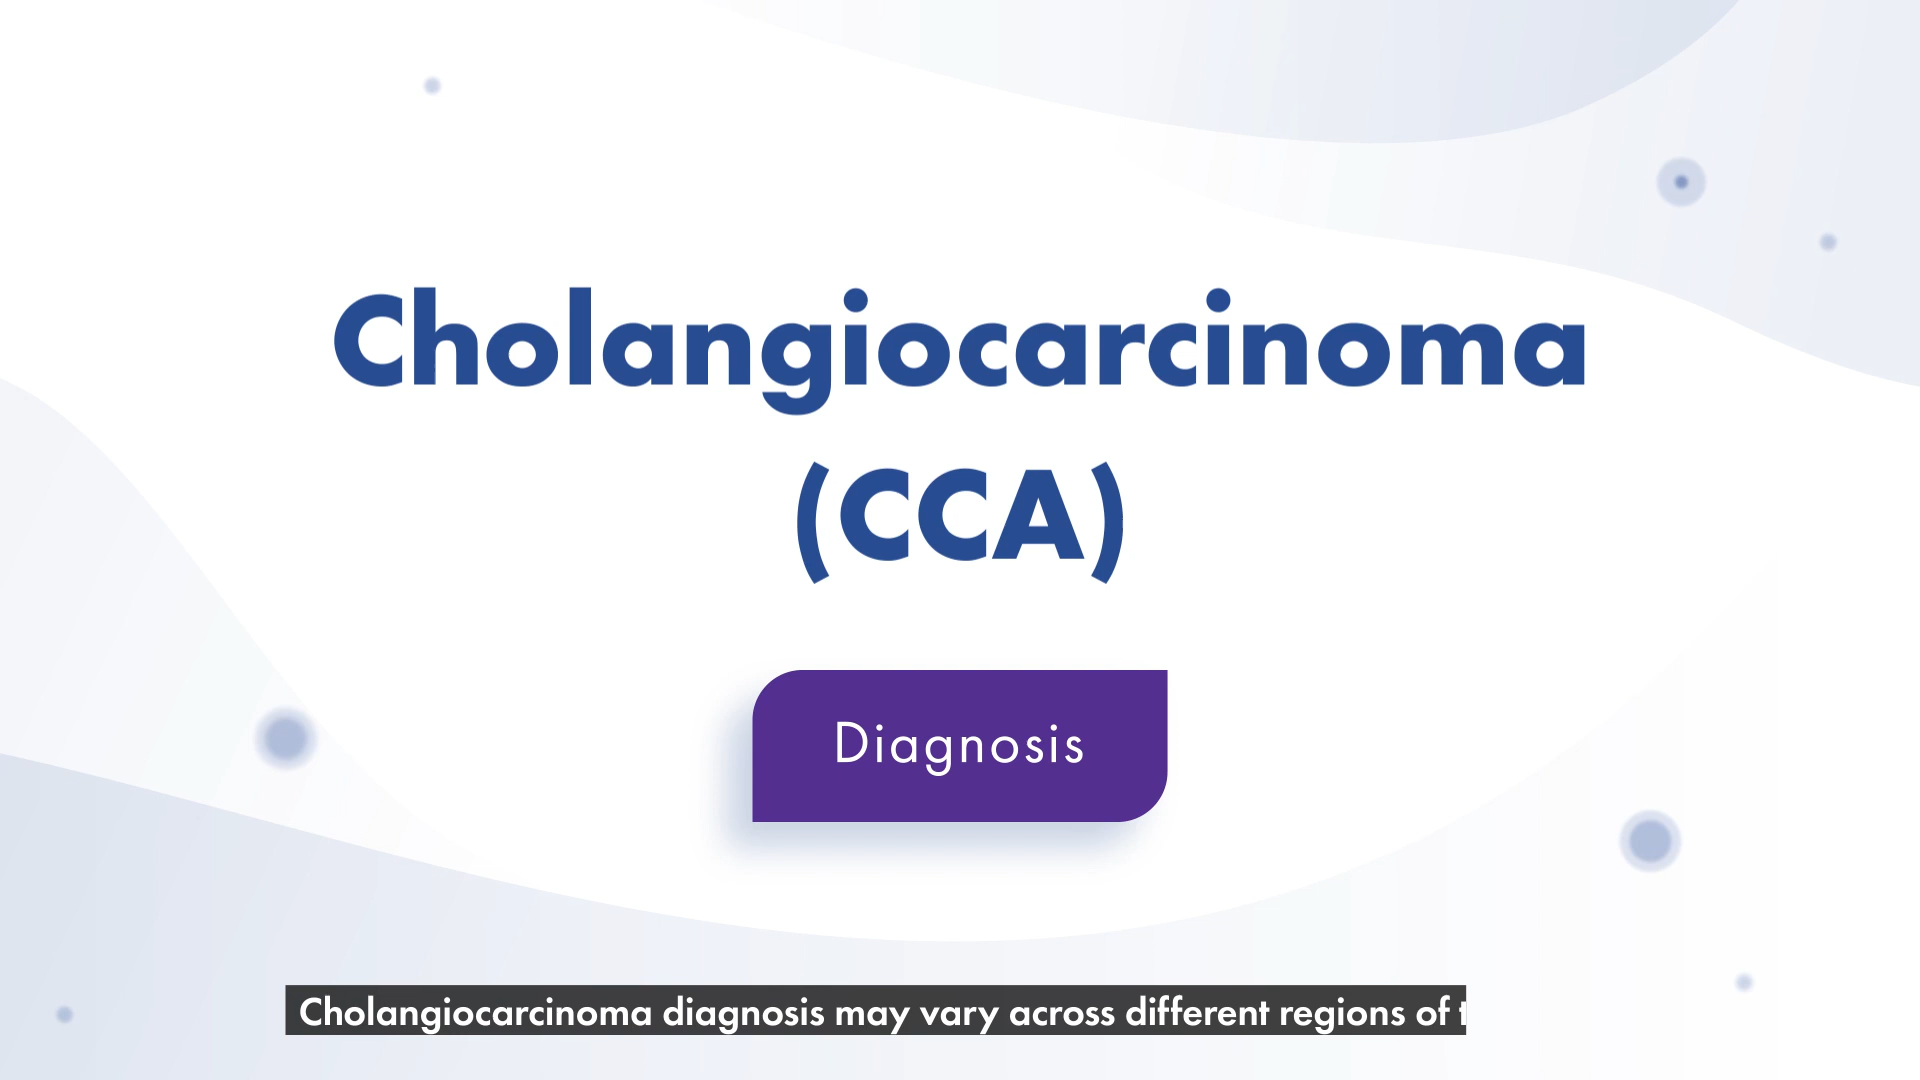 Cholangiocarcinoma
(CCA)
Diagnosis
Cholangiocarcinoma diagnosis may vary across different regions of